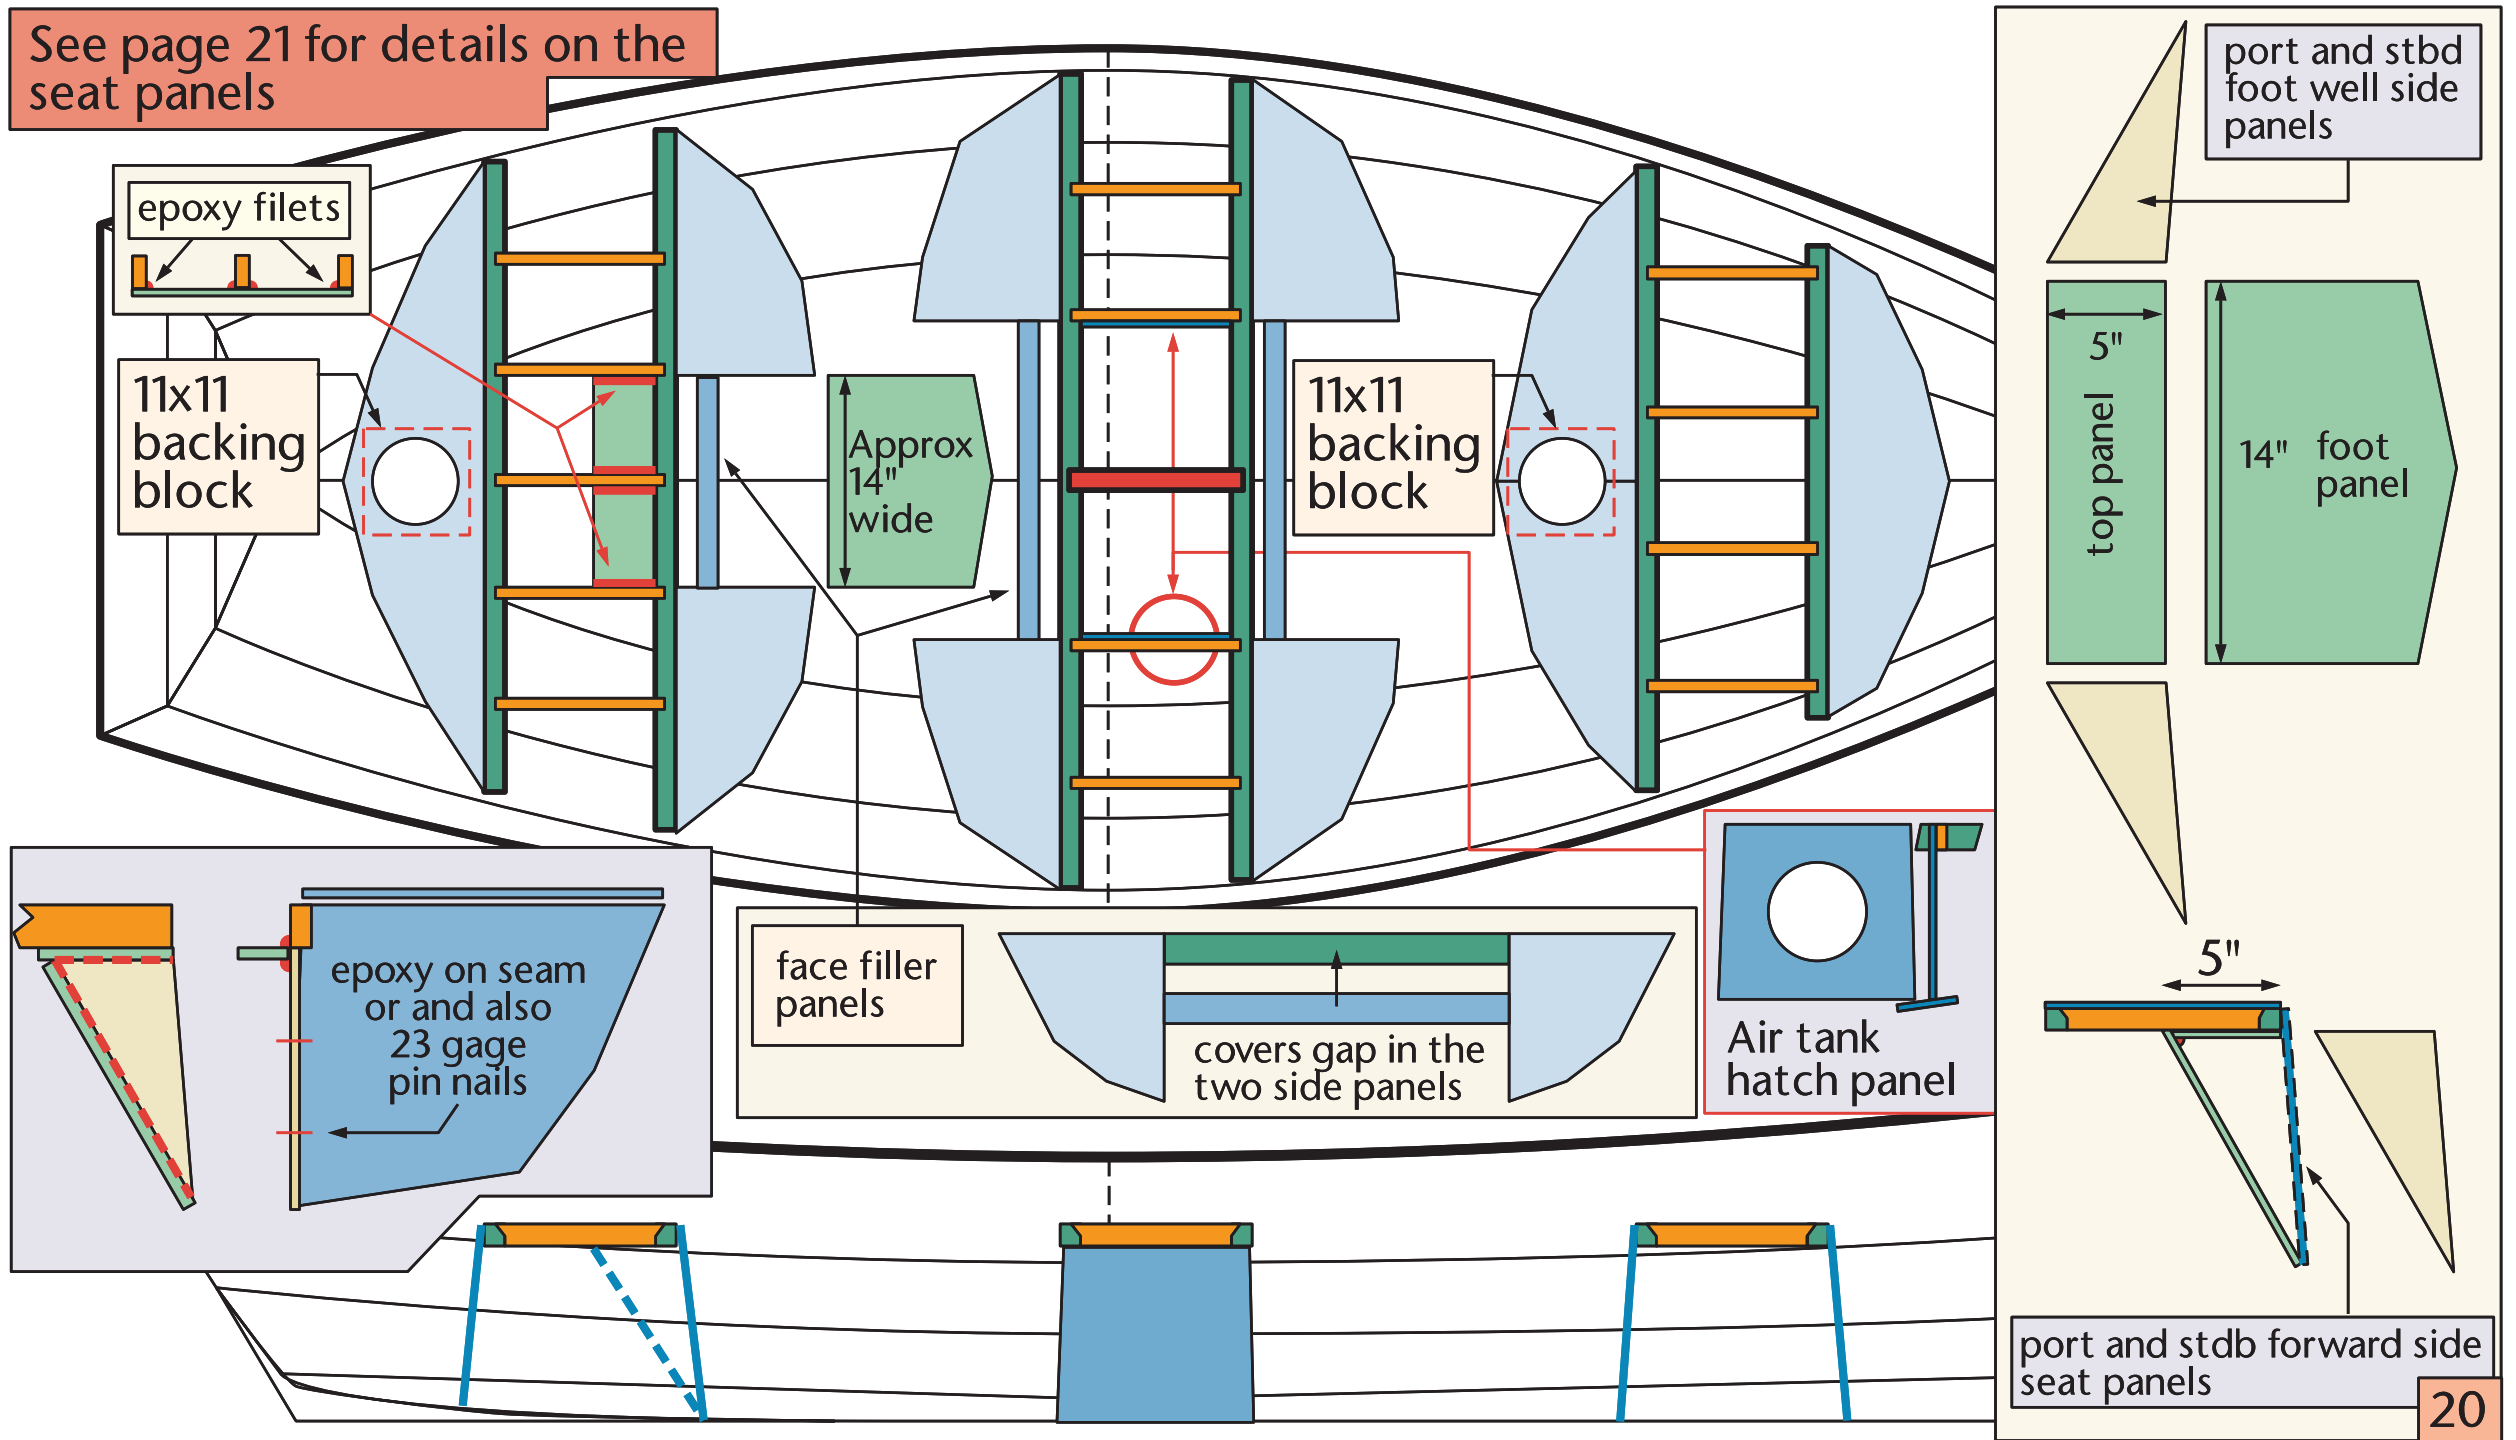 See page 21 for details on the
seat panels
epoxy filets
11x11
backing
block
Approx
14"
wide
11x11
backing
block
port and stbd
foot well side
panels
5"
top panel
14"
foot
panel
epoxy on seam
or and also
23 gage
pin nails
face filler
panels
covers gap in the
two side panels
Air tank
hatch panel
5"
port and stdb forward side
seat panels
20